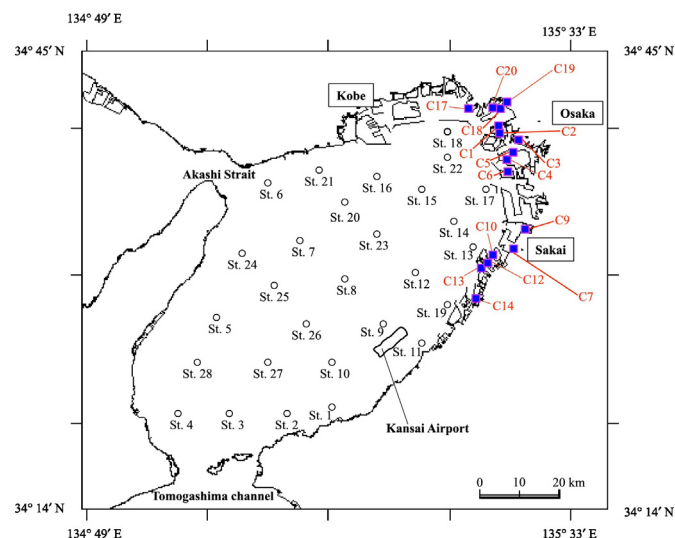 134° 49′ E
135° 33′ E
34° 45′ N
34° 45′ N
C20
C19
Kobe
C17
Osaka
C18
C2
St. 18
C1
C3
St. 22
C5
C4
Akashi Strait
St. 21
St. 16
C6
St. 6
St. 15
St. 17
St. 20
C9
St. 14
C10
St. 23
St. 7
St. 13
Sakai
St. 24
C13
C12
St. 12
St. 8
C7
St. 25
C14
St. 19
St. 5
St. 26
St. 9
St. 11
St. 28
St. 27
St. 10
St. 1
Kansai Airport
St. 4
St. 3
St. 2
0 10 20 km
Tomogashima channel
34° 14′ N
34° 14′ N
134° 49′ E
135° 33′ E